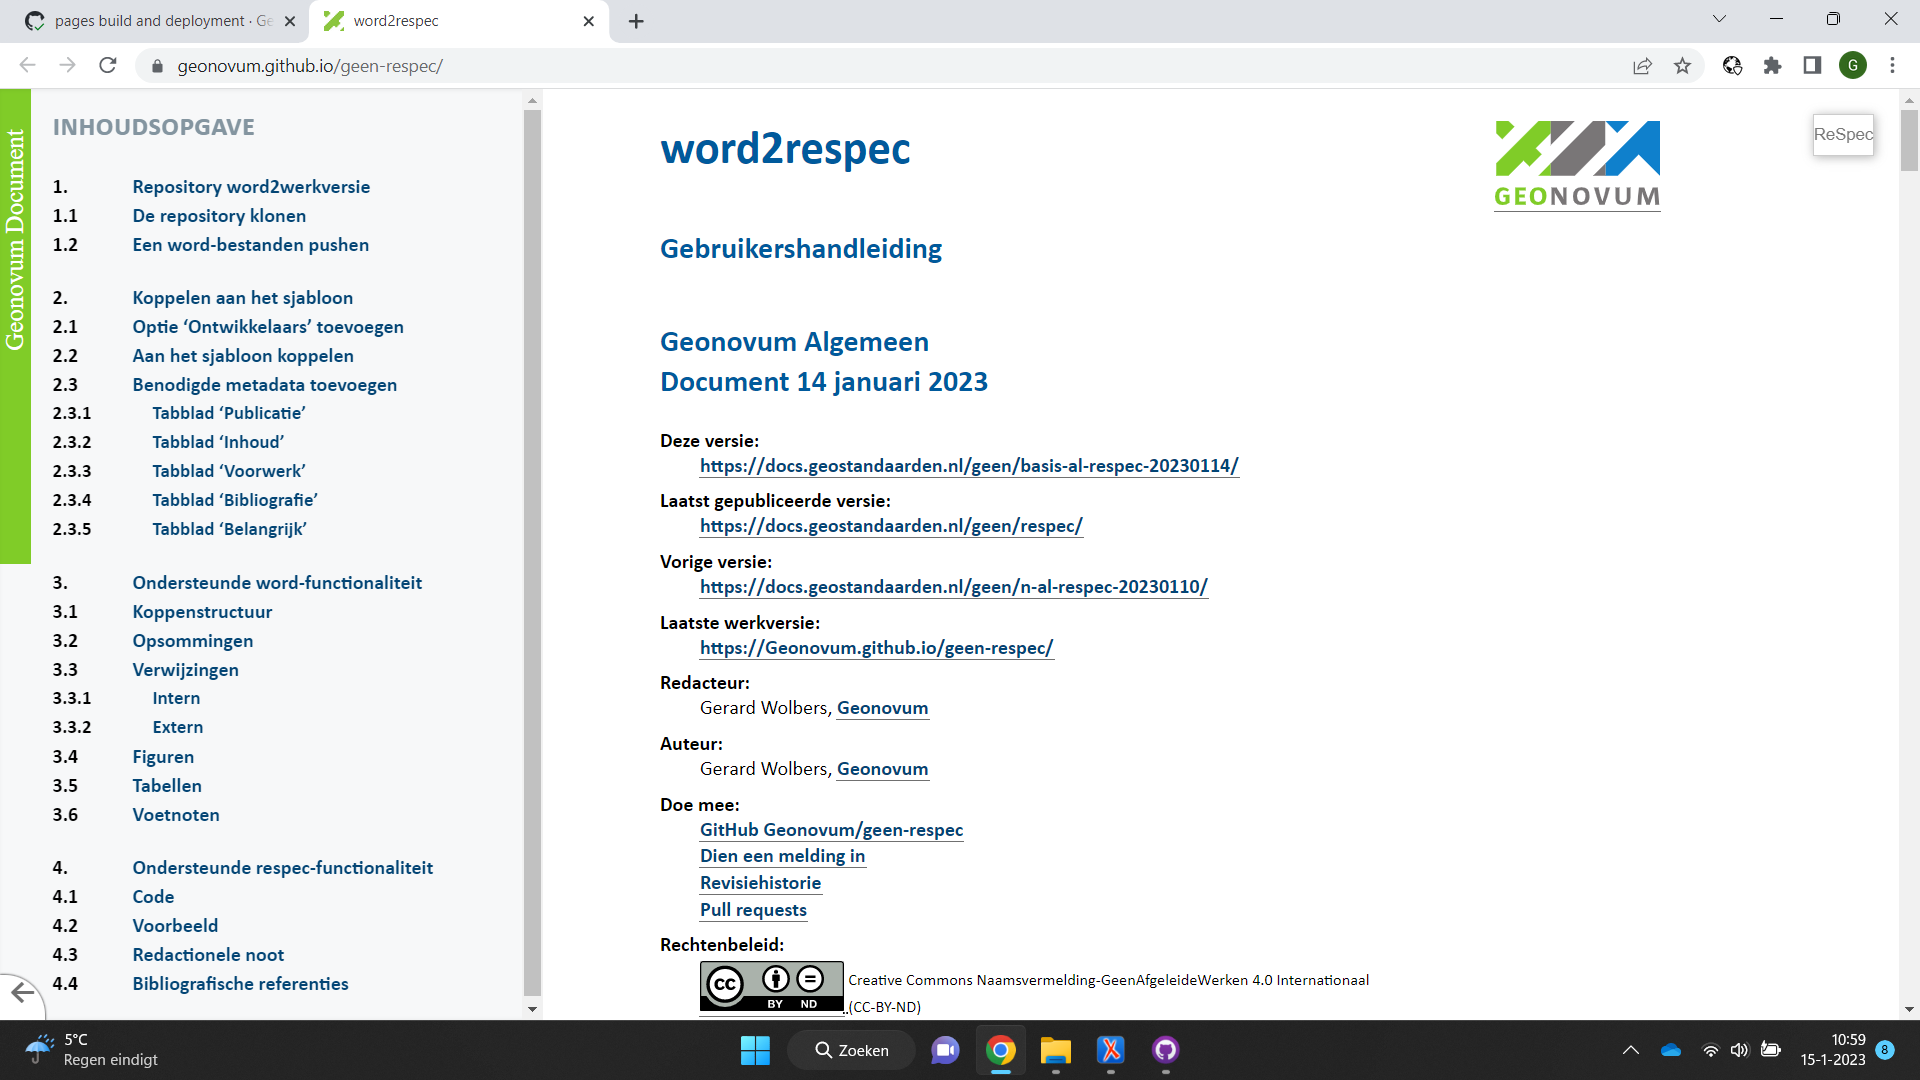 pages build and deployment · Ge
word2respec
geonovum.github.io/geen-respec/
G
Geonovum Document
INHOUDSOPGAVE
1. Repository word2werkversie
1.1 De repository klonen
1.2 Een word-bestanden pushen
2. Koppelen aan het sjabloon
2.1 Optie ‘Ontwikkelaars’ toevoegen
2.2 Aan het sjabloon koppelen
2.3 Benodigde metadata toevoegen
2.3.1 Tabblad ‘Publicatie’
2.3.2 Tabblad ‘Inhoud’
2.3.3 Tabblad ‘Voorwerk’
2.3.4 Tabblad ‘Bibliografie’
2.3.5 Tabblad ‘Belangrijk’
3. Ondersteunde word-functionaliteit
3.1 Koppenstructuur
3.2 Opsommingen
3.3 Verwijzingen
3.3.1 Intern
3.3.2 Extern
3.4 Figuren
3.5 Tabellen
3.6 Voetnoten
4. Ondersteunde respec-functionaliteit
4.1 Code
4.2 Voorbeeld
4.3 Redactionele noot
4.4 Bibliografische referenties
word2respec
GEONOVUM
ReSpec
Gebruikershandleiding
Geonovum Algemeen
Document 14 januari 2023
Deze versie:
https://docs.geostandaarden.nl/geen/basis-al-respec-20230114/
Laatst gepubliceerde versie:
https://docs.geostandaarden.nl/geen/respec/
Vorige versie:
https://docs.geostandaarden.nl/geen/n-al-respec-20230110/
Laatste werkversie:
https://Geonovum.github.io/geen-respec/
Redacteur:
Gerard Wolbers, Geonovum
Auteur:
Gerard Wolbers, Geonovum
Doe mee:
GitHub Geonovum/geen-respec
Dien een melding in
Revisiehistorie
Pull requests
Rechtenbeleid:
cc BY ND
Creative Commons Naamsvermelding-GeenAfgeleideWerken 4.0 Internationaal
(CC-BY-ND)
5°C
Regen eindigt
Zoeken
10:59
15-1-2023
8